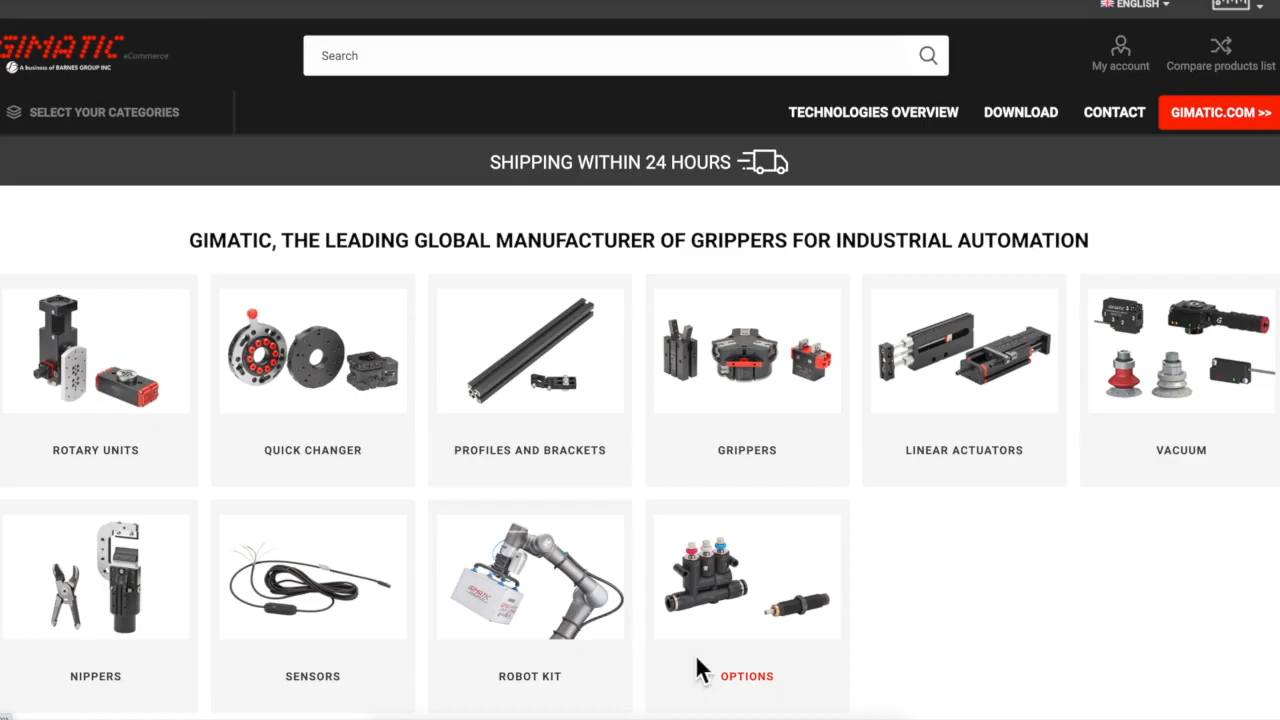 ENGLISH
GIMATIC eCommerce
A business of BARNES GROUP INC
Search
My account
Compare products list
SELECT YOUR CATEGORIES
TECHNOLOGIES OVERVIEW
DOWNLOAD
CONTACT
GIMATIC.COM >>
SHIPPING WITHIN 24 HOURS
GIMATIC, THE LEADING GLOBAL MANUFACTURER OF GRIPPERS FOR INDUSTRIAL AUTOMATION
ROTARY UNITS
QUICK CHANGER
PROFILES AND BRACKETS
GRIPPERS
LINEAR ACTUATORS
VACUUM
GIMATIC
NIPPERS
SENSORS
ROBOT KIT
OPTIONS